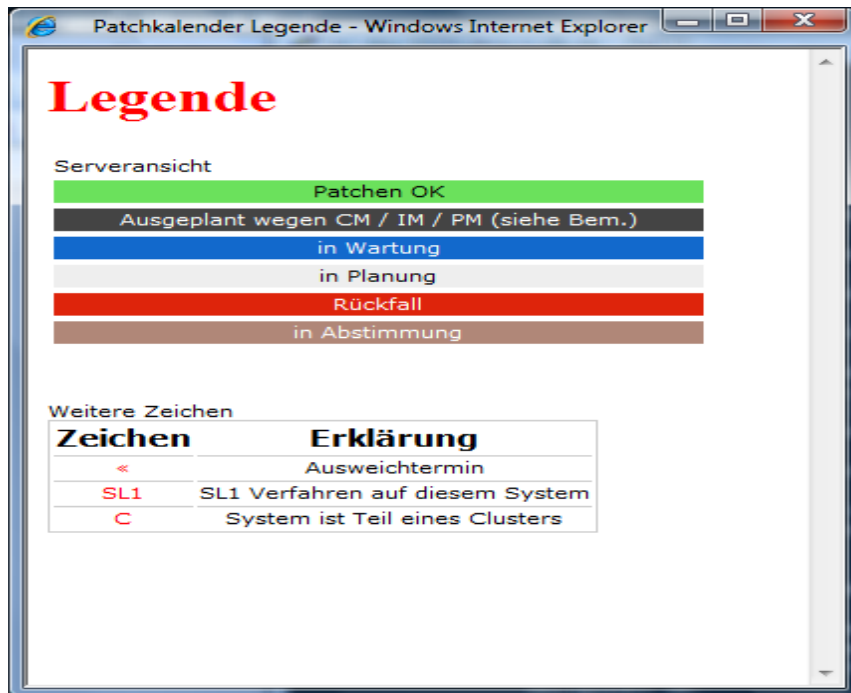 Patchkalender Legende - Windows Internet Explorer
Legende
Serveransicht
Patchen OK
Ausgeplant wegen CM / IM / PM (siehe Bem.)
in Wartung
in Planung
Rückfall
in Abstimmung
Weitere Zeichen
Zeichen Erklärung
« Ausweichtermin
SL1 SL1 Verfahren auf diesem System
C System ist Teil eines Clusters